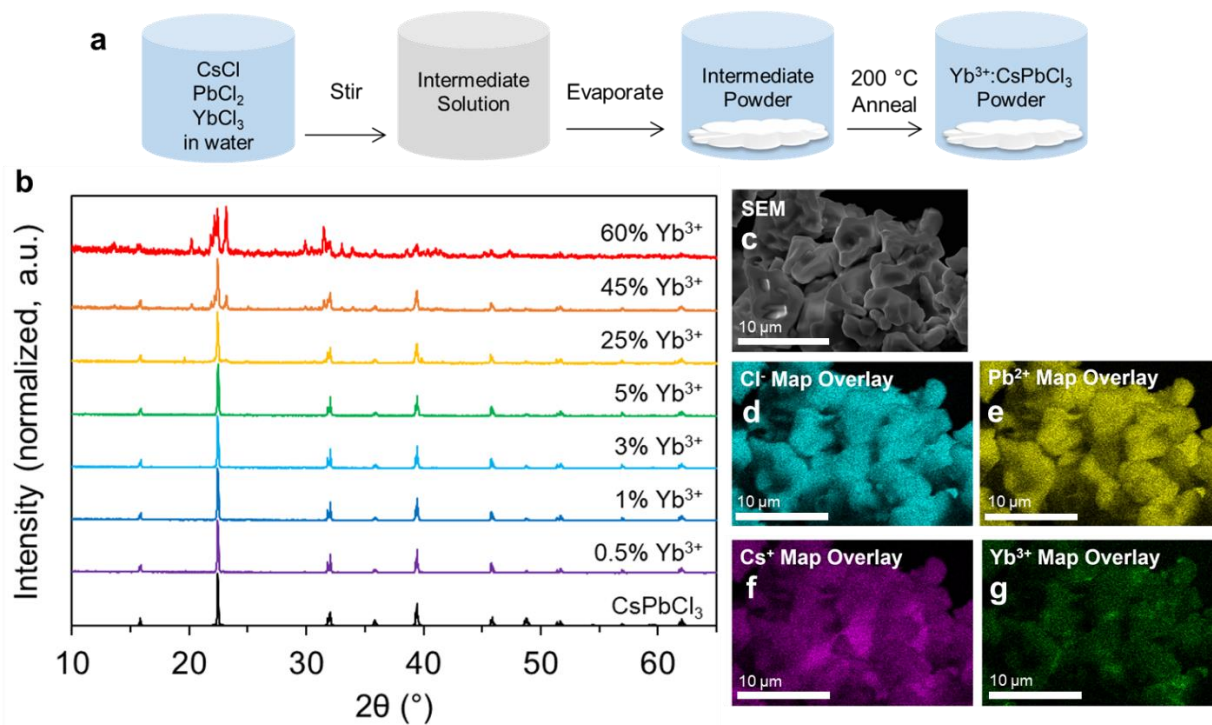 a
CsCl
PbCl₂
YbCl₃
in water
Stir
Intermediate
Solution
Evaporate
Intermediate
Powder
200 °C
Anneal
Yb³⁺:CsPbCl₃
Powder
b
Intensity (normalized, a.u.)
60% Yb³⁺
45% Yb³⁺
25% Yb³⁺
5% Yb³⁺
3% Yb³⁺
1% Yb³⁺
0.5% Yb³⁺
CsPbCl₃
10 20 30 40 50 60
2θ (°)
SEM
c
10 µm
Cl⁻ Map Overlay
d
10 µm
Pb²⁺ Map Overlay
e
10 µm
Cs⁺ Map Overlay
f
10 µm
Yb³⁺ Map Overlay
g
10 µm